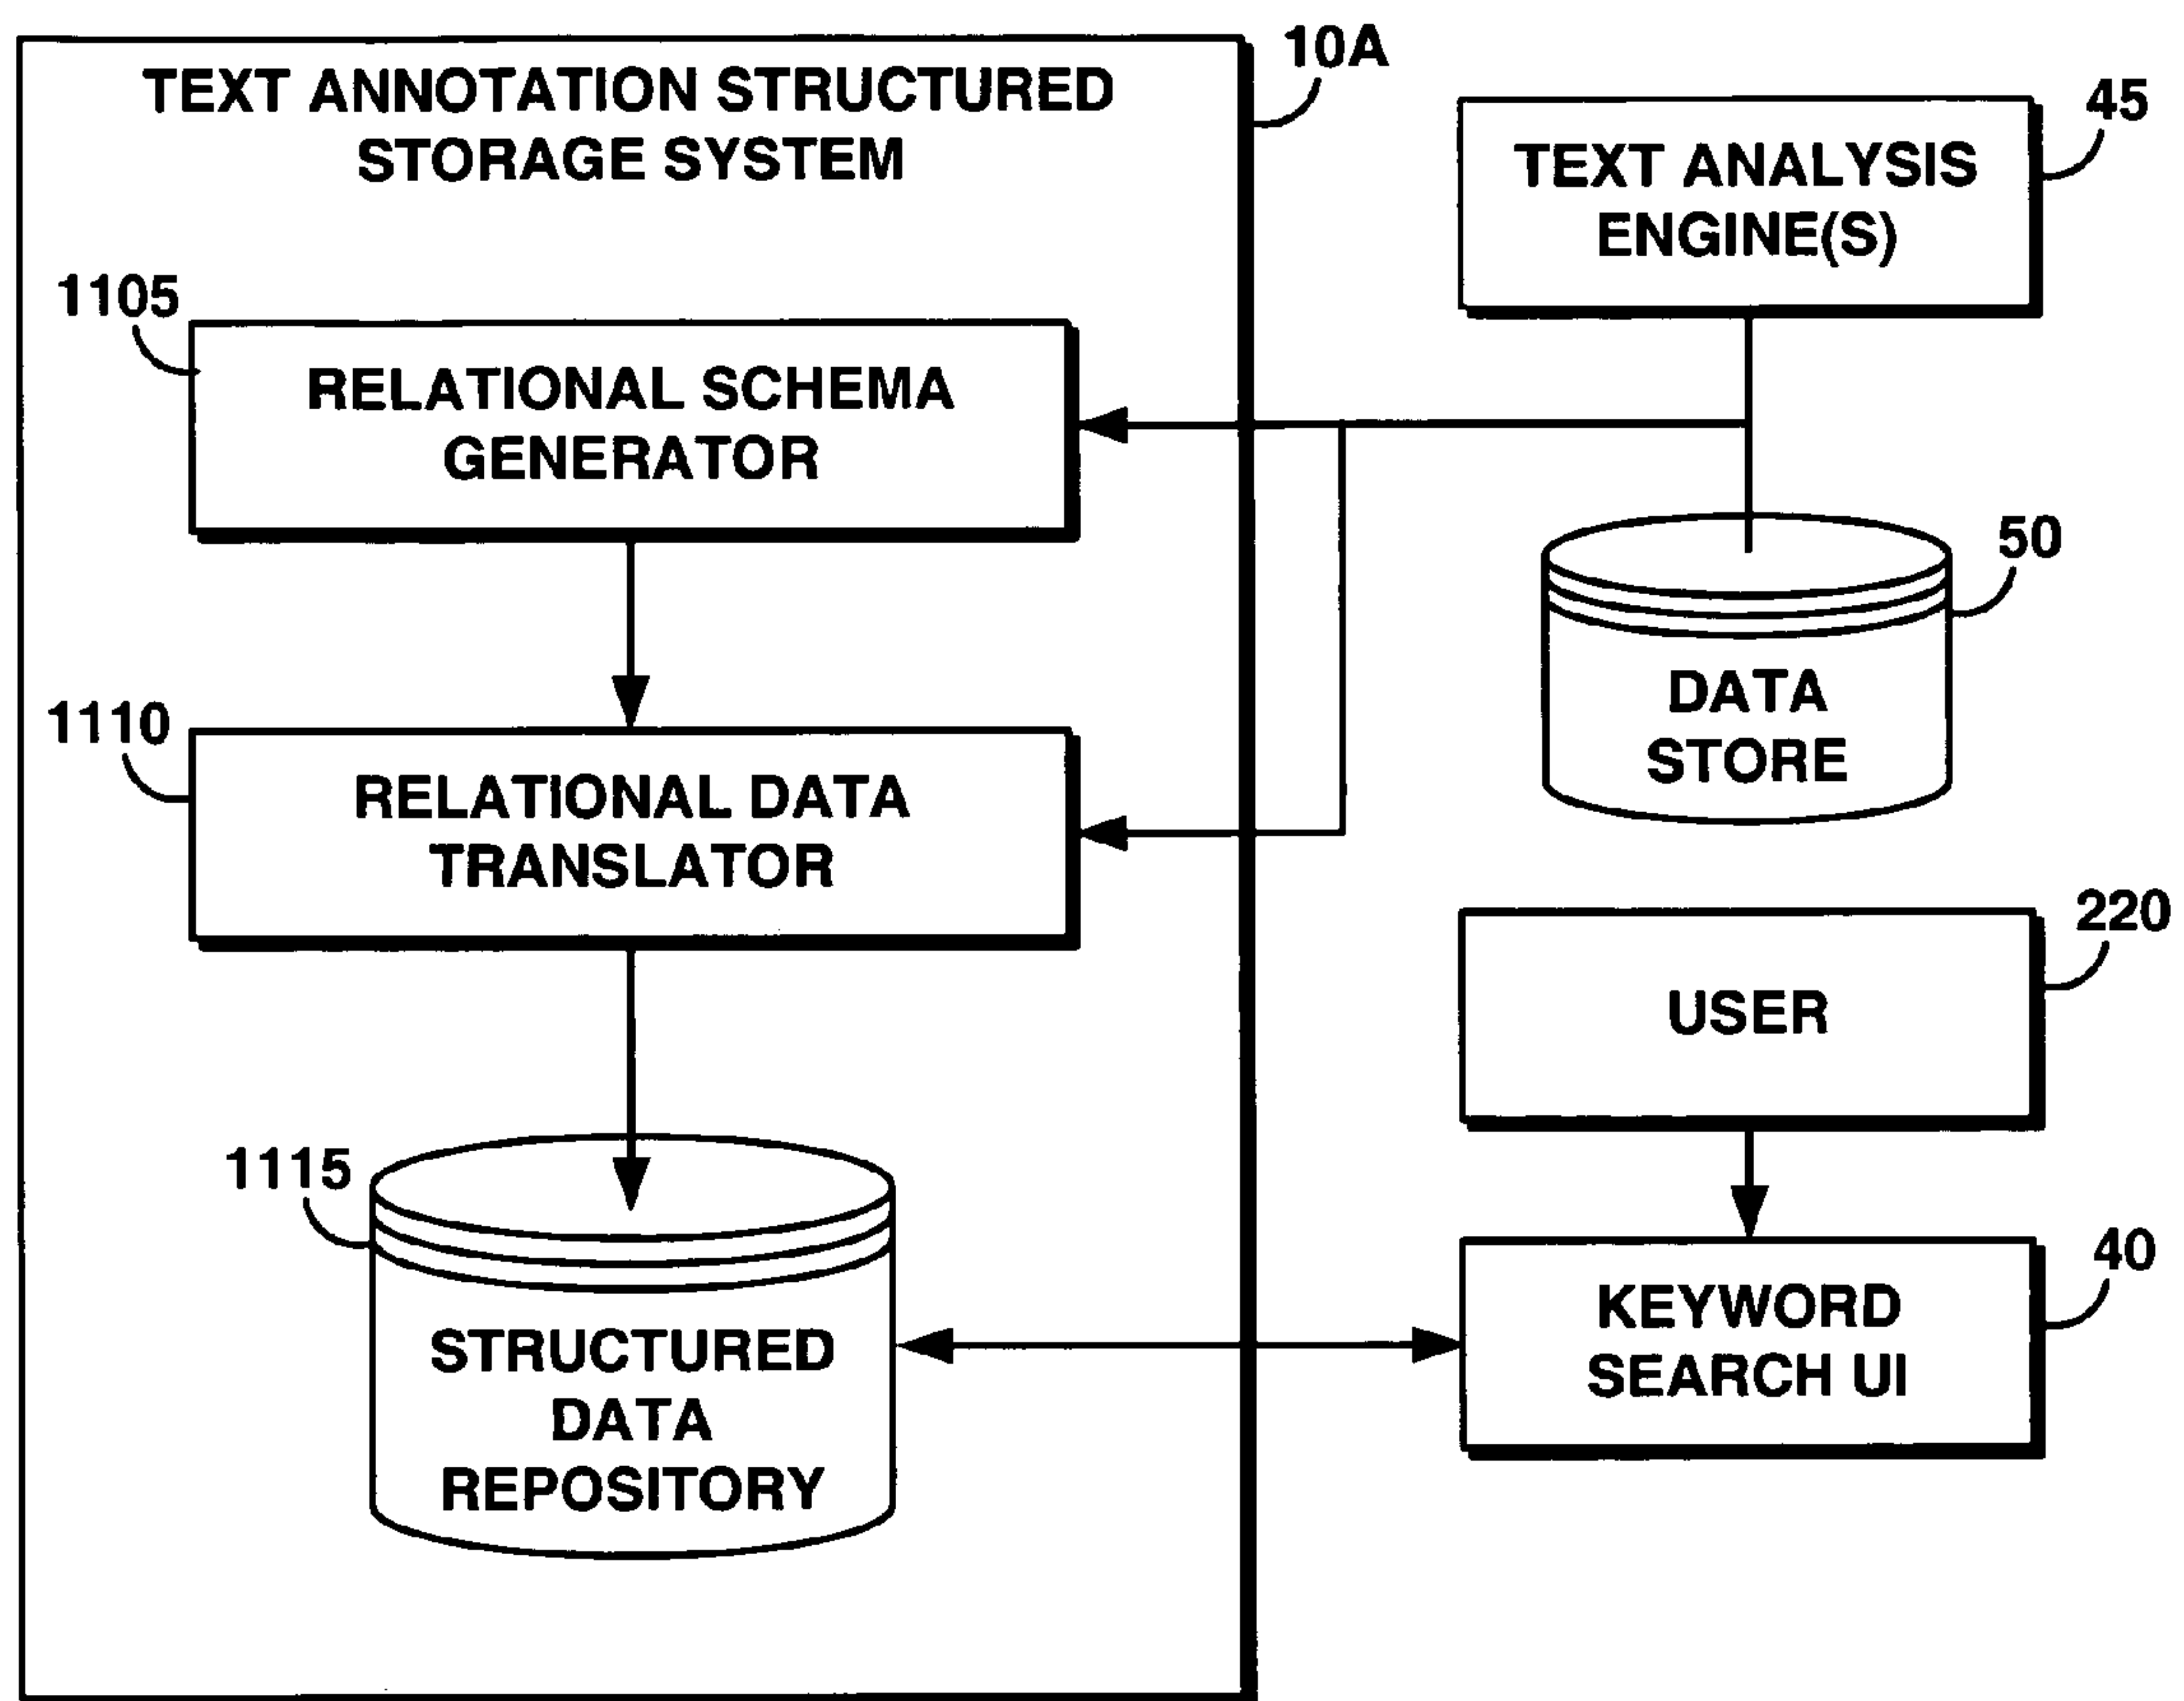 TEXT ANNOTATION STRUCTURED
STORAGE SYSTEM
10A
TEXT ANALYSIS
ENGINE(S)
45
1105
RELATIONAL SCHEMA
GENERATOR
50
DATA
STORE
1110
RELATIONAL DATA
TRANSLATOR
220
USER
1115
STRUCTURED
DATA
REPOSITORY
40
KEYWORD
SEARCH UI